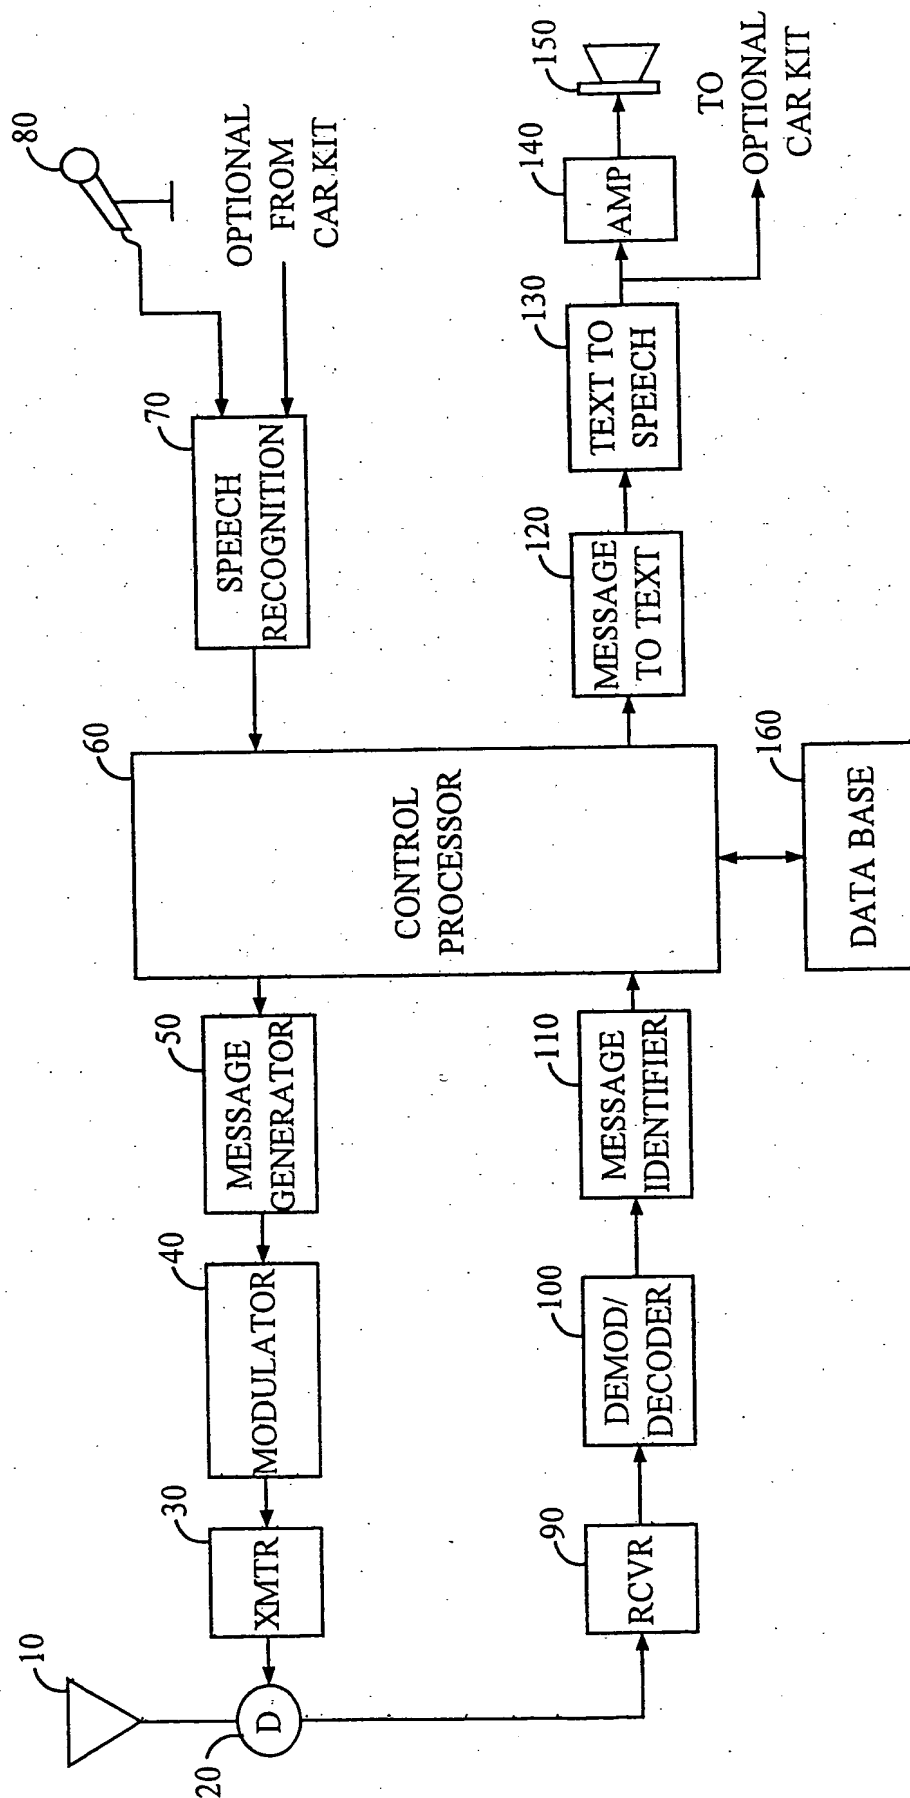 10
20
D
30
XMTR
40
MODULATOR
50
MESSAGE
GENERATOR
60
CONTROL
PROCESSOR
70
SPEECH
RECOGNITION
80
OPTIONAL
FROM
CAR KIT
90
RCVR
100
DEMOD/
DECODER
110
MESSAGE
IDENTIFIER
120
MESSAGE
TO TEXT
130
TEXT TO
SPEECH
140
AMP
150
TO
OPTIONAL
CAR KIT
160
DATA BASE